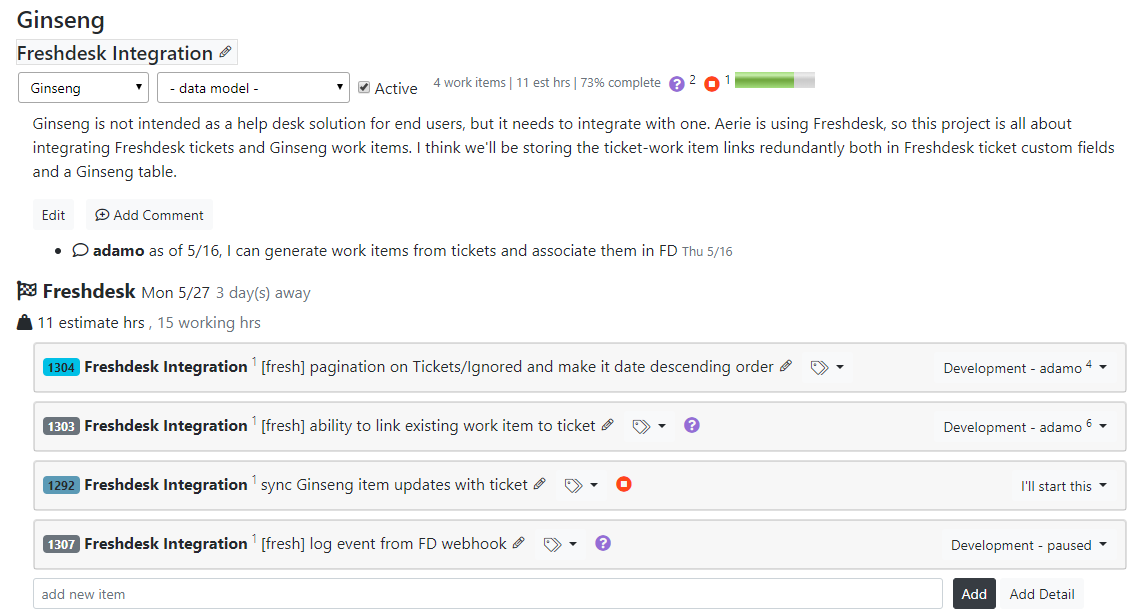 Ginseng
Freshdesk Integration
Ginseng - data model - Active 4 work items | 11 est hrs | 73% complete ? 2 1
Ginseng is not intended as a help desk solution for end users, but it needs to integrate with one. Aerie is using Freshdesk, so this project is all about
integrating Freshdesk tickets and Ginseng work items. I think we'll be storing the ticket-work item links redundantly both in Freshdesk ticket custom fields
and a Ginseng table.
Edit Add Comment
adamo as of 5/16, I can generate work items from tickets and associate them in FD Thu 5/16
Freshdesk Mon 5/27 3 day(s) away
11 estimate hrs , 15 working hrs
1304 Freshdesk Integration 1 [fresh] pagination on Tickets/Ignored and make it date descending order Development - adamo 4
1303 Freshdesk Integration 1 [fresh] ability to link existing work item to ticket ? Development - adamo 6
1292 Freshdesk Integration 1 sync Ginseng item updates with ticket I'll start this
1307 Freshdesk Integration 1 [fresh] log event from FD webhook ? Development - paused
add new item Add Add Detail